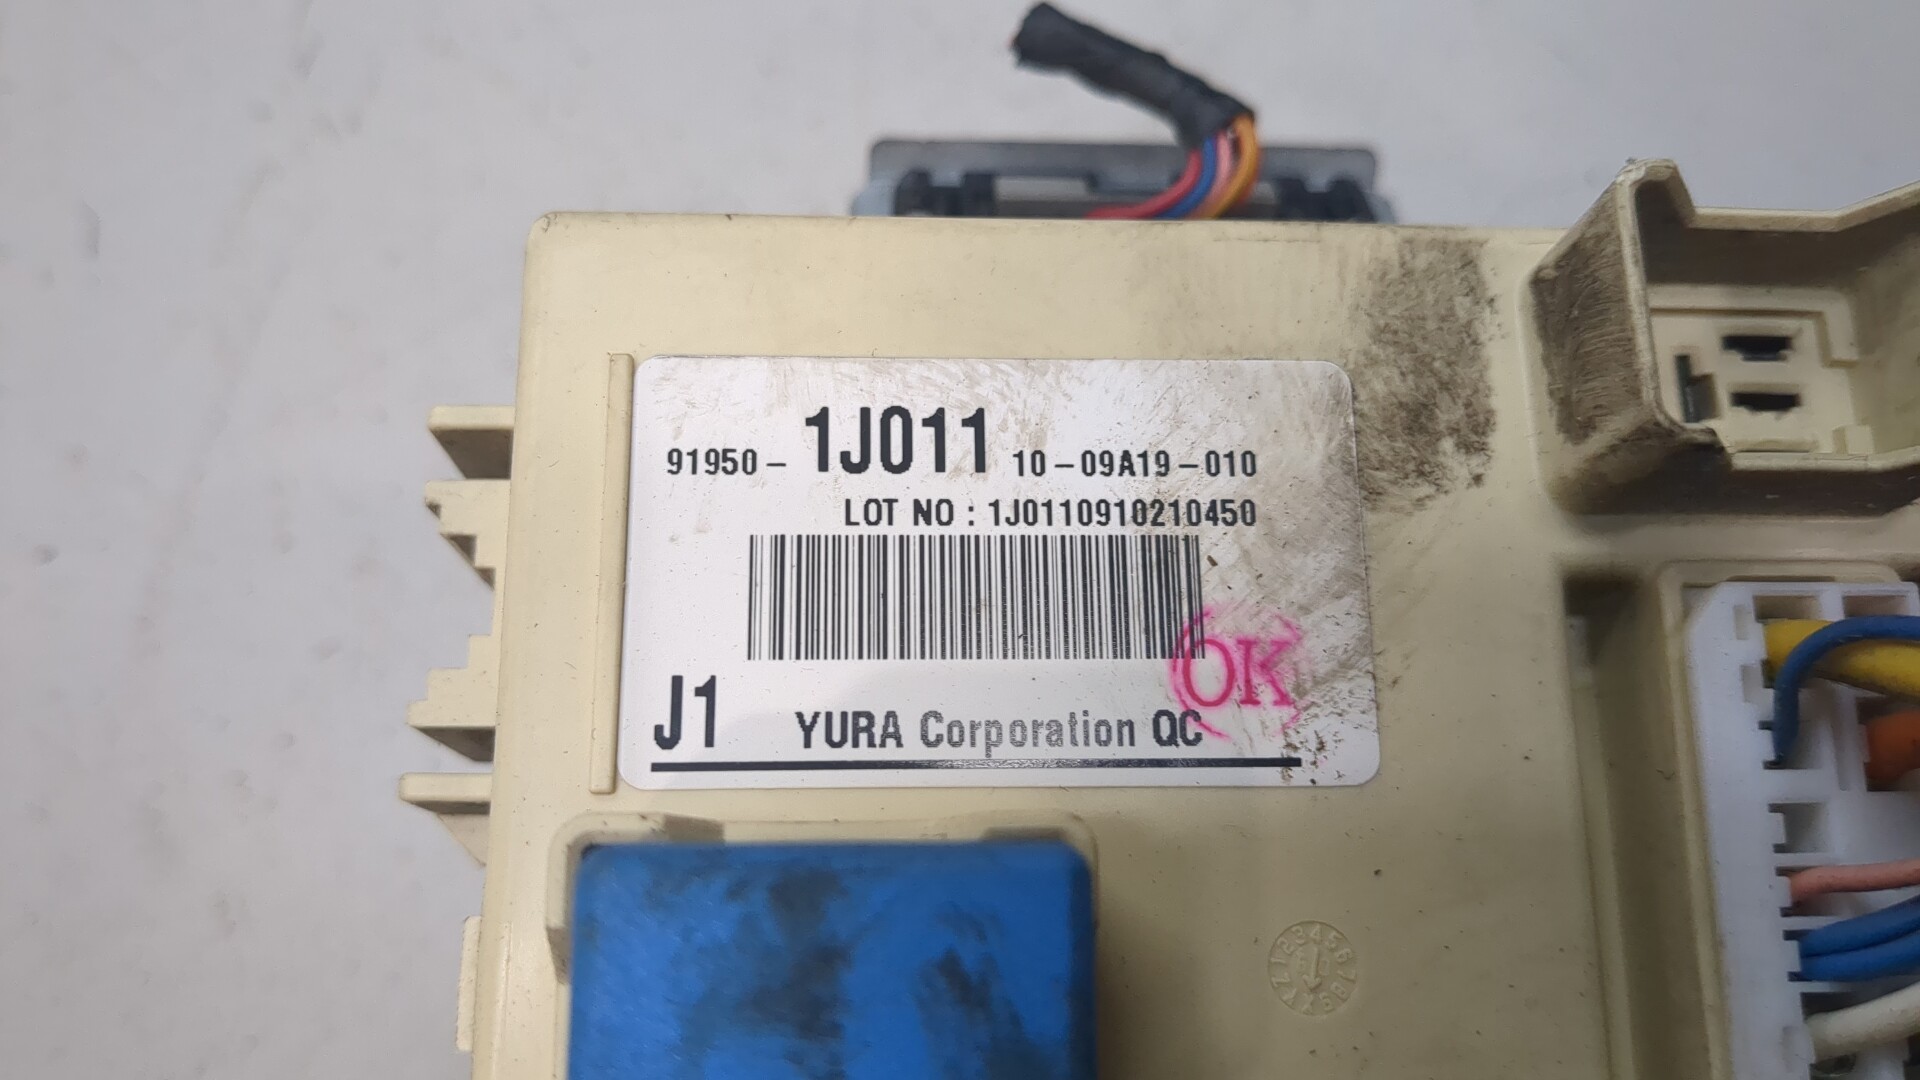 91950- 1J011 10-09A19-010
LOT NO : 1J0110910210450
OK
J1 YURA Corporation QC